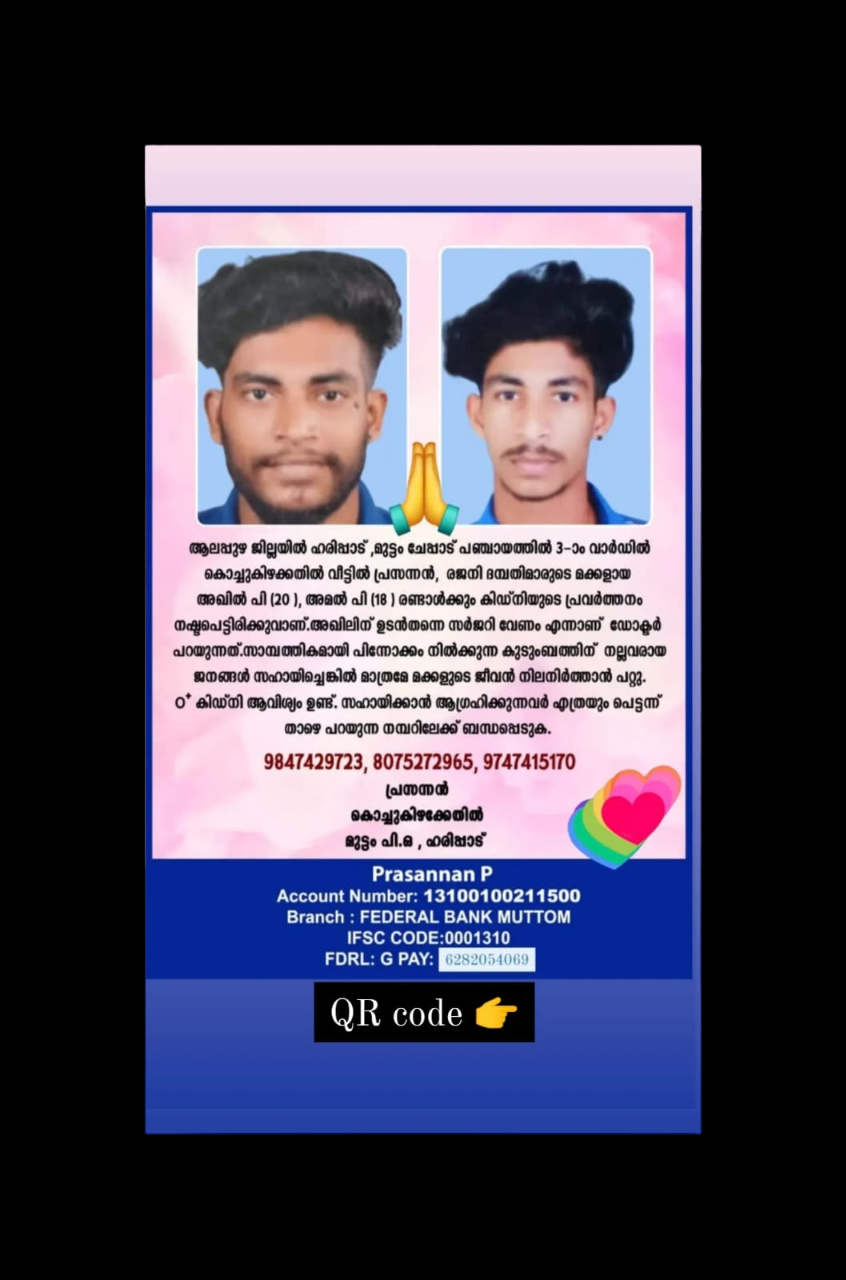 ആലപ്പുഴ ജില്ലയിൽ ഹരിപ്പാട് ,മുട്ടം ചേപ്പാട് പഞ്ചായത്തിൽ 3-ാം വാർഡിൽ
കൊച്ചുകിഴക്കതിൽ വീട്ടിൽ പ്രസന്നൻ, രജനി ദമ്പതിമാരുടെ മക്കളായ
അഖിൽ പി (20 ), അമൽ പി (18 ) രണ്ടാൾക്കും കിഡ്നിയുടെ പ്രവർത്തനം
നഷ്ടപെട്ടിരിക്കുവാണ്.അഖിലിന് ഉടൻതന്നെ സർജറി വേണം എന്നാണ് ഡോക്ടർ
പറയുന്നത്.സാമ്പത്തികമായി പിന്നോക്കം നിൽക്കുന്ന കുടുംബത്തിന് നല്ലവരായ
ജനങ്ങൾ സഹായിച്ചെങ്കിൽ മാത്രമേ മക്കളുടെ ജീവൻ നിലനിർത്താൻ പറ്റു.
O⁺ കിഡ്നി ആവിശ്യം ഉണ്ട്. സഹായിക്കാൻ ആഗ്രഹിക്കുന്നവർ എത്രയും പെട്ടന്ന്
താഴെ പറയുന്ന നമ്പറിലേക്ക് ബന്ധപ്പെടുക.
9847429723, 8075272965, 9747415170
പ്രസന്നൻ
കൊച്ചുകിഴക്കേതിൽ
മുട്ടം പി.ഒ , ഹരിപ്പാട്
Prasannan P
Account Number: 13100100211500
Branch : FEDERAL BANK MUTTOM
IFSC CODE:0001310
FDRL: G PAY: 6282054069
QR code 👉